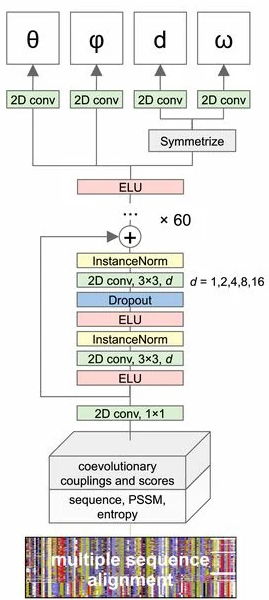 θ φ d ω
2D conv 2D conv 2D conv 2D conv
Symmetrize
ELU
... × 60
+
InstanceNorm
2D conv, 3×3, d d = 1,2,4,8,16
Dropout
ELU
InstanceNorm
2D conv, 3×3, d
ELU
2D conv, 1×1
coevolutionary
couplings and scores
sequence, PSSM,
entropy
multiple sequence
alignment